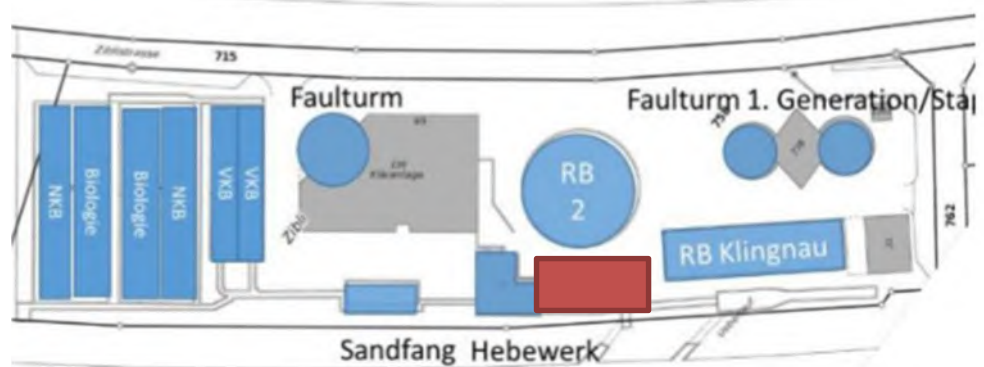 Ziblistrasse
715
Faulturm
Faulturm 1. Generation/Sta
NKB
Biologie
Biologie
NKB
VKB
VKB
RB
2
RB Klingnau
762
Sandfang Hebewerk